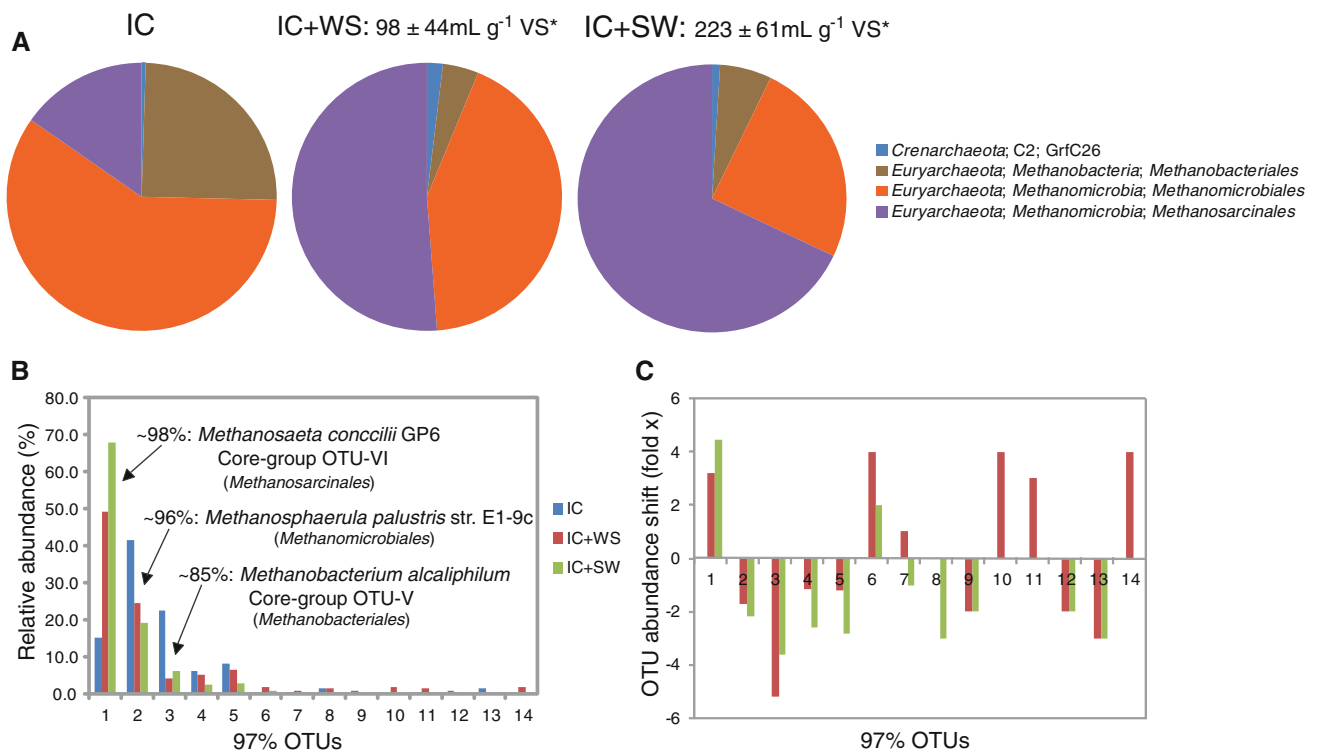 A
IC
IC+WS: 98 ± 44mL g-1 VS*
IC+SW: 223 ± 61mL g-1 VS*
Crenarchaeota; C2; GrfC26
Euryarchaeota; Methanobacteria; Methanobacteriales
Euryarchaeota; Methanomicrobia; Methanomicrobiales
Euryarchaeota; Methanomicrobia; Methanosarcinales
B
Relative abundance (%)
80.0
70.0
60.0
50.0
40.0
30.0
20.0
10.0
0.0
~98%: Methanosaeta conccilii GP6
Core-group OTU-VI
(Methanosarcinales)
~96%: Methanosphaerula palustris str. E1-9c
(Methanomicrobiales)
~85%: Methanobacterium alcaliphilum
Core-group OTU-V
(Methanobacteriales)
1 2 3 4 5 6 7 8 9 10 11 12 13 14
97% OTUs
IC
IC+WS
IC+SW
C
OTU abundance shift (fold x)
6
4
2
0
-2
-4
-6
1 2 3 4 5 6 7 8 9 10 11 12 13 14
97% OTUs